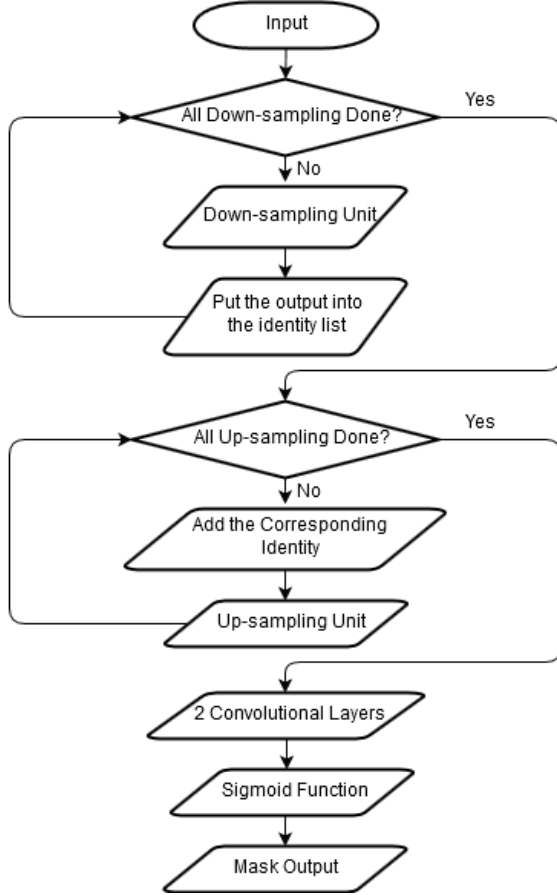 Input
All Down-sampling Done?
Yes
No
Down-sampling Unit
Put the output into
the identity list
All Up-sampling Done?
Yes
No
Add the Corresponding
Identity
Up-sampling Unit
2 Convolutional Layers
Sigmoid Function
Mask Output